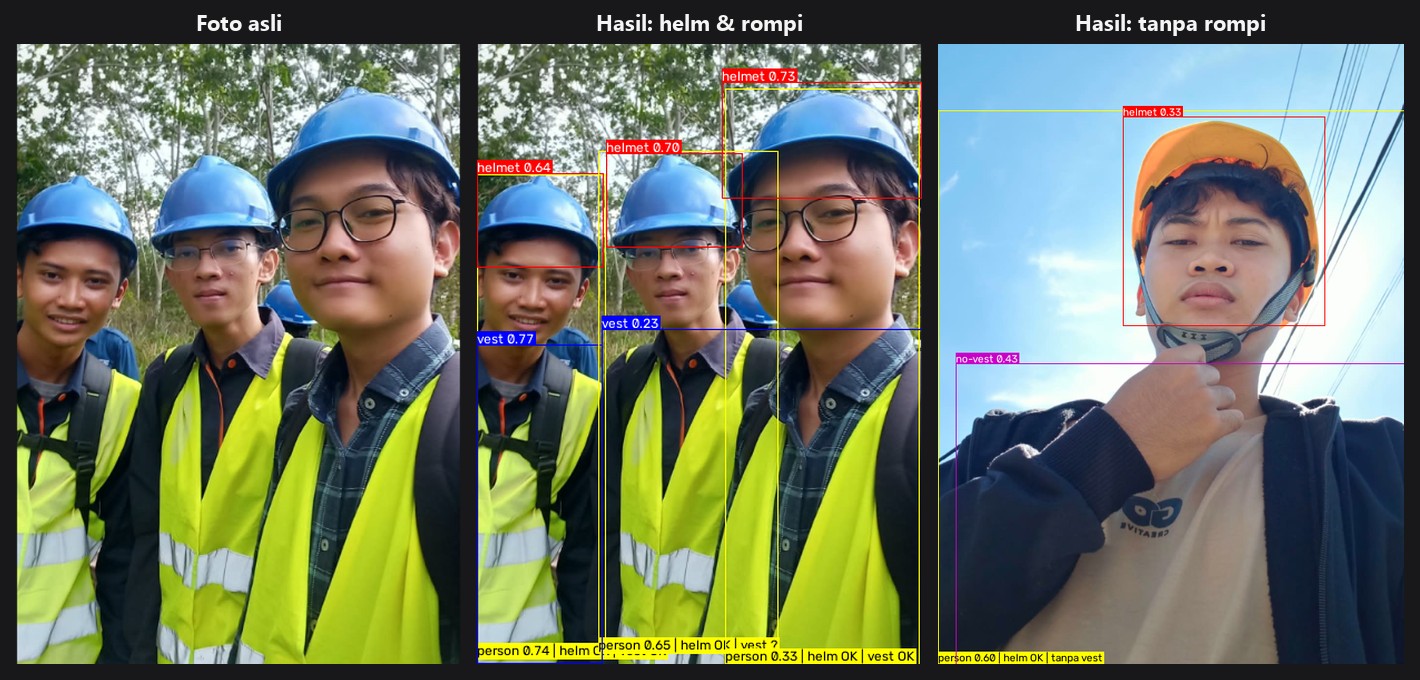 Foto asli
Hasil: helm & rompi
Hasil: tanpa rompi
helmet 0.73
helmet 0.70
helmet 0.64
vest 0.23
vest 0.77
person 0.74 | helm
person 0.65 | helm OK | vest ?
person 0.33 | helm OK | vest OK
helmet 0.33
no-vest 0.43
CREATIVE
person 0.60 | helm OK | tanpa vest